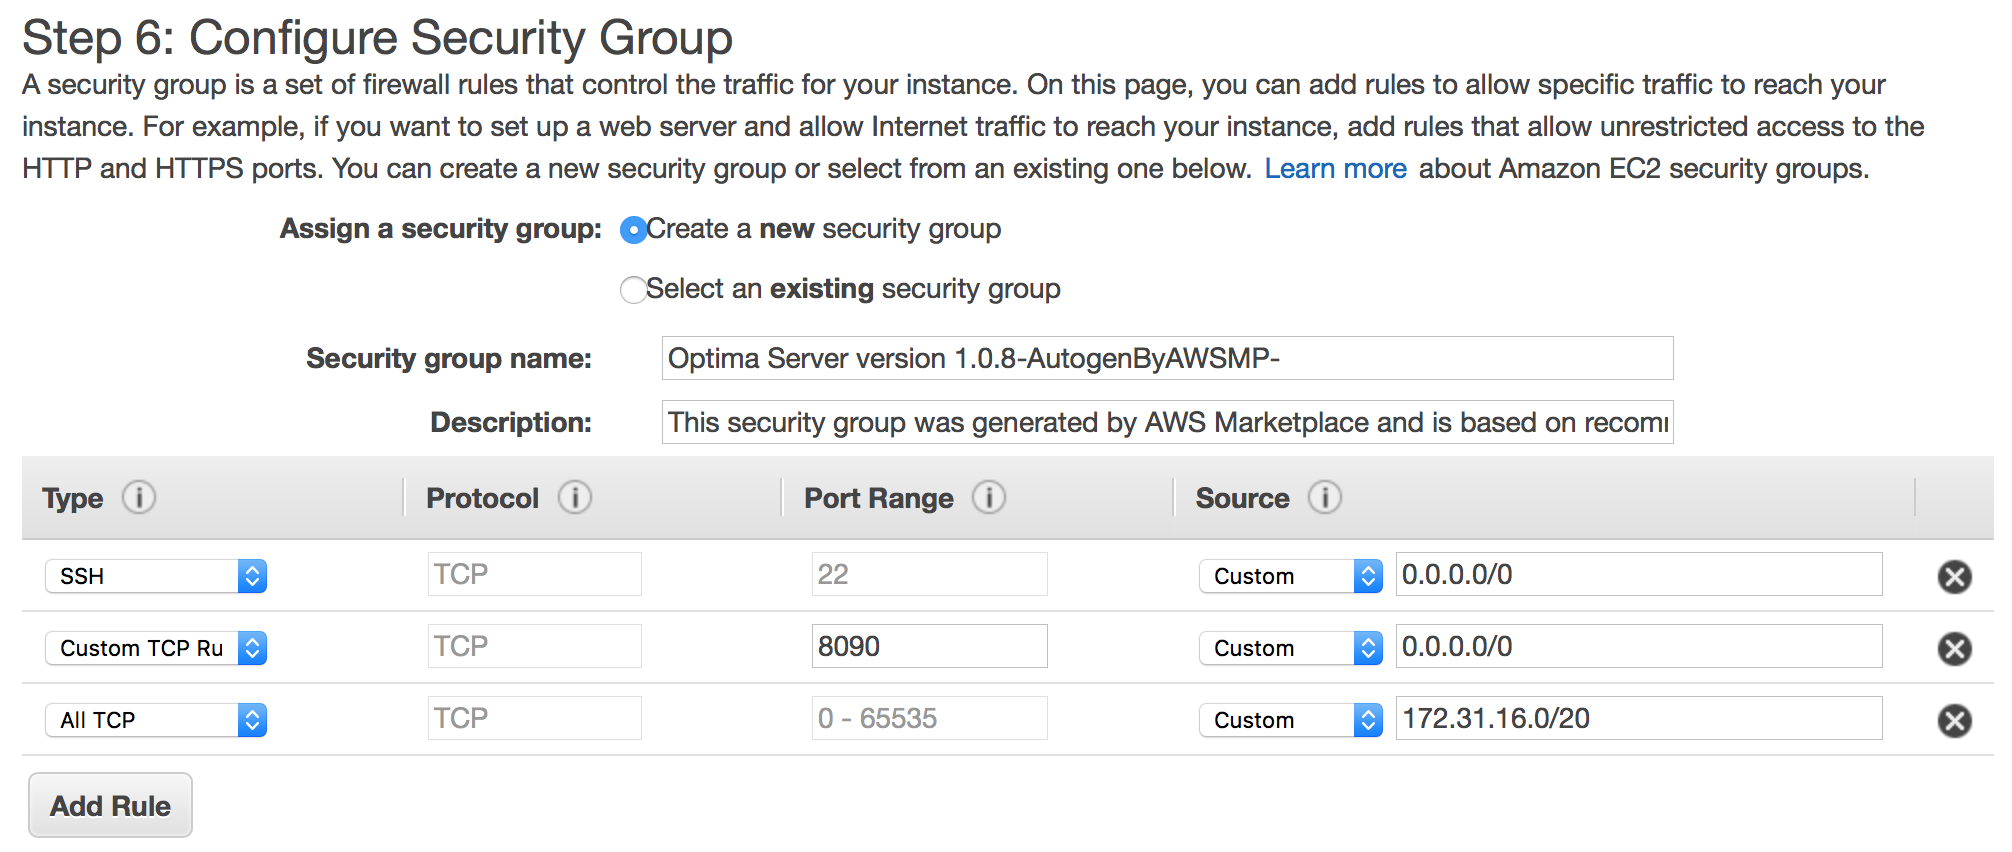 Step 6: Configure Security Group
A security group is a set of firewall rules that control the traffic for your instance. On this page, you can add rules to allow specific traffic to reach your
instance. For example, if you want to set up a web server and allow Internet traffic to reach your instance, add rules that allow unrestricted access to the
HTTP and HTTPS ports. You can create a new security group or select from an existing one below. Learn more about Amazon EC2 security groups.
Assign a security group: Create a new security group
Select an existing security group
Security group name: Optima Server version 1.0.8-AutogenByAWSMP-
Description: This security group was generated by AWS Marketplace and is based on recom
Type Protocol Port Range Source
SSH TCP 22 Custom 0.0.0.0/0
Custom TCP Ru TCP 8090 Custom 0.0.0.0/0
All TCP TCP 0 - 65535 Custom 172.31.16.0/20
Add Rule